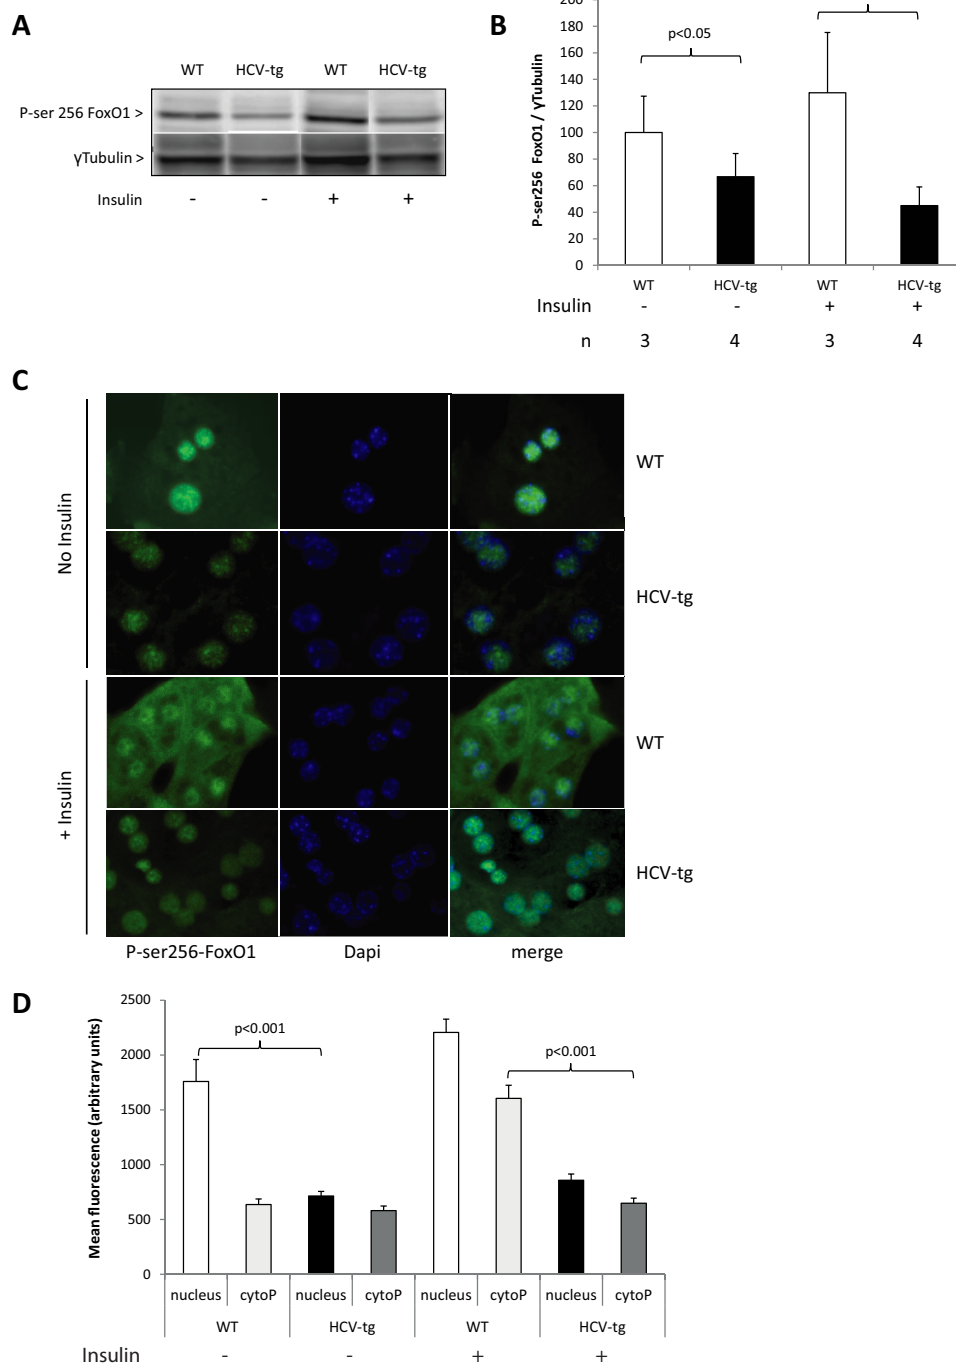 A
WT HCV-tg WT HCV-tg
P-ser 256 FoxO1 >
γTubulin >
Insulin - - + +
B
P-ser256 FoxO1 / γTubulin
200
180
160
140
120
100
80
60
40
20
0
p<0.05
WT HCV-tg WT HCV-tg
Insulin - - + +
n 3 4 3 4
C
No Insulin
+ Insulin
WT
HCV-tg
WT
HCV-tg
P-ser256-FoxO1 Dapi merge
D
Mean fluorescence (arbitrary units)
2500
2000
1500
1000
500
0
p<0.001
p<0.001
nucleus cytoP nucleus cytoP nucleus cytoP nucleus cytoP
WT HCV-tg WT HCV-tg
Insulin - - + +